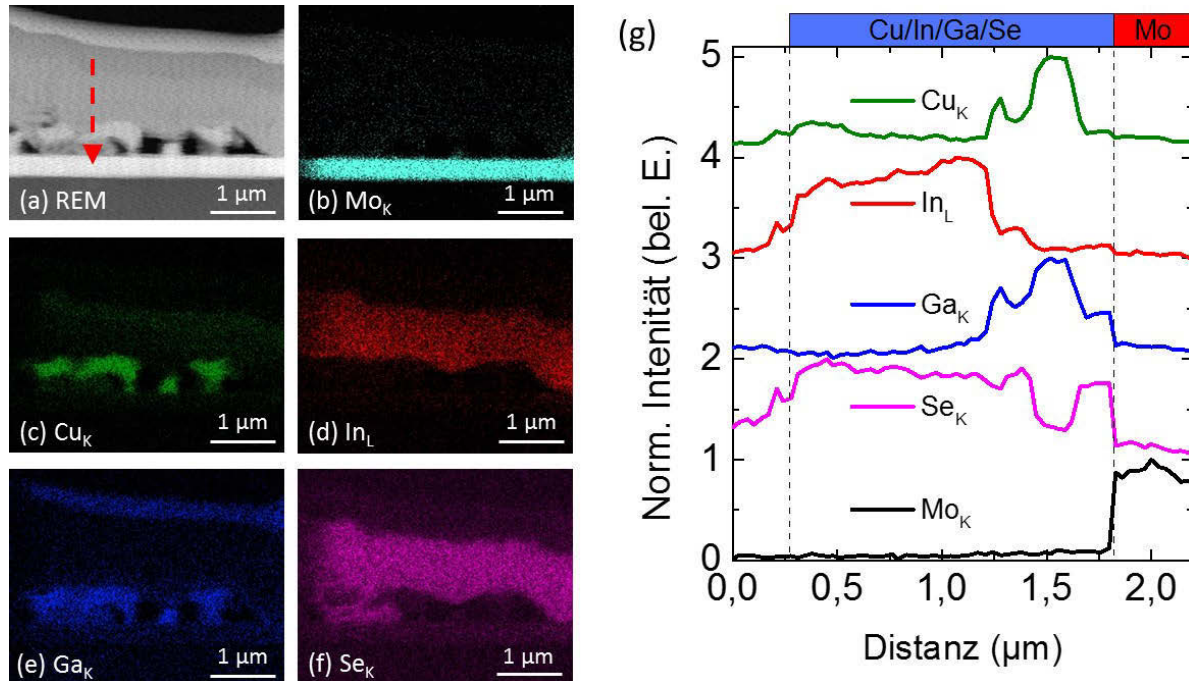 (a) REM
1 µm
(b) MoK
1 µm
(c) CuK
1 µm
(d) InL
1 µm
(e) GaK
1 µm
(f) SeK
1 µm
(g)
Cu/In/Ga/Se
Mo
Norm. Intenität (bel. E.)
5
4
3
2
1
0
CuK
InL
GaK
SeK
MoK
0,0
0,5
1,0
1,5
2,0
Distanz (µm)